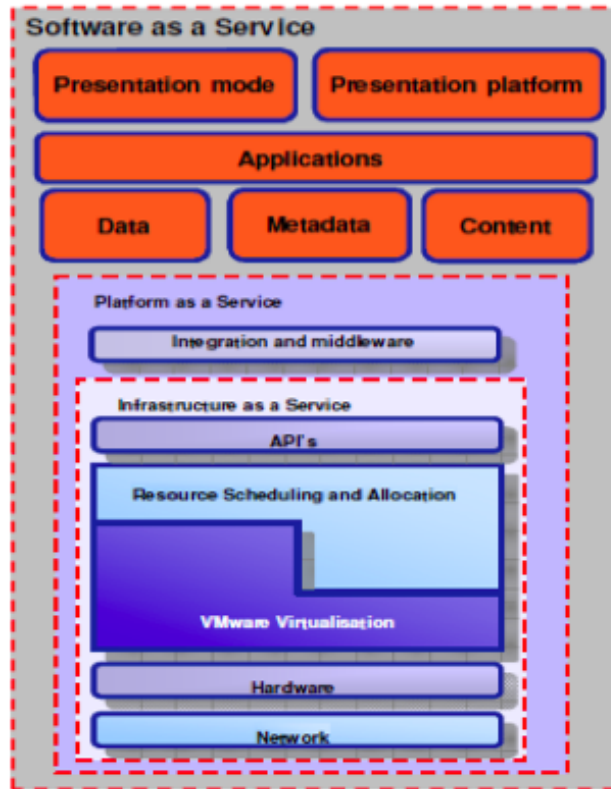 Software as a Service
Presentation mode
Presentation platform
Applications
Data
Metadata
Content
Platform as a Service
Integration and middleware
Infrastructure as a Service
API's
Resource Scheduling and Allocation
VMware Virtualisation
Hardware
Network